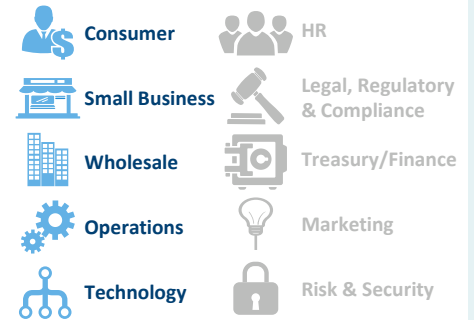 Consumer
HR
Small Business
Legal, Regulatory
& Compliance
Wholesale
Treasury/Finance
Operations
Marketing
Technology
Risk & Security